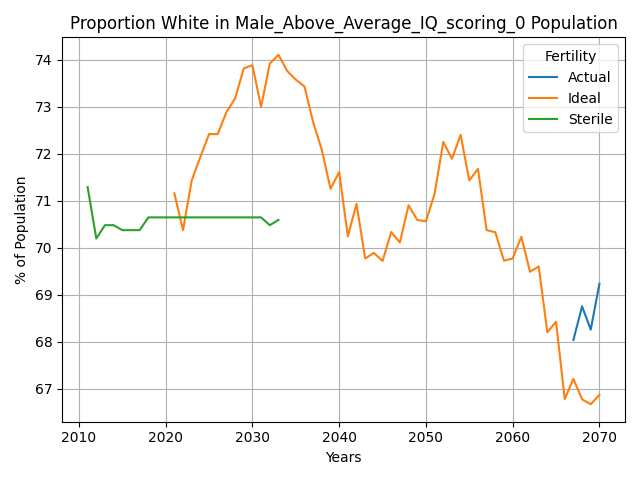 Proportion White in Male_Above_Average_IQ_scoring_0 Population
Fertility
Actual
Ideal
Sterile
% of Population
74
73
72
71
70
69
68
67
2010 2020 2030 2040 2050 2060 2070
Years